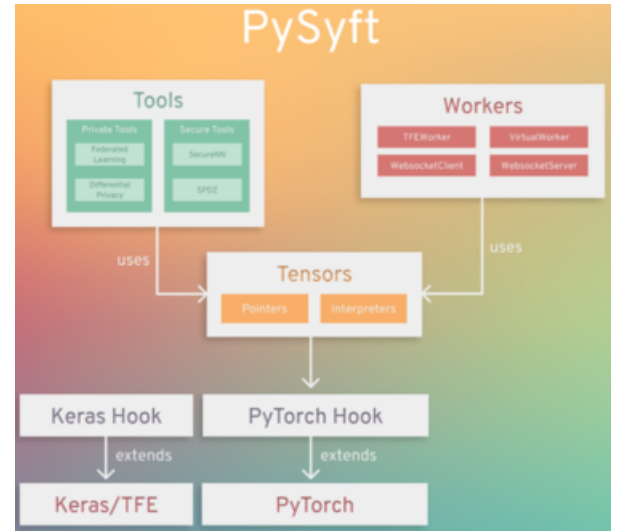 PySyft
Tools
Private Tools
Federated
Learning
Differential
Privacy
Secure Tools
SecureNN
SPDZ
Workers
TFEWorker
VirtualWorker
WebsocketClient
WebsocketServer
uses
uses
Tensors
Pointers
Interpreters
Keras Hook
PyTorch Hook
extends
extends
Keras/TFE
PyTorch